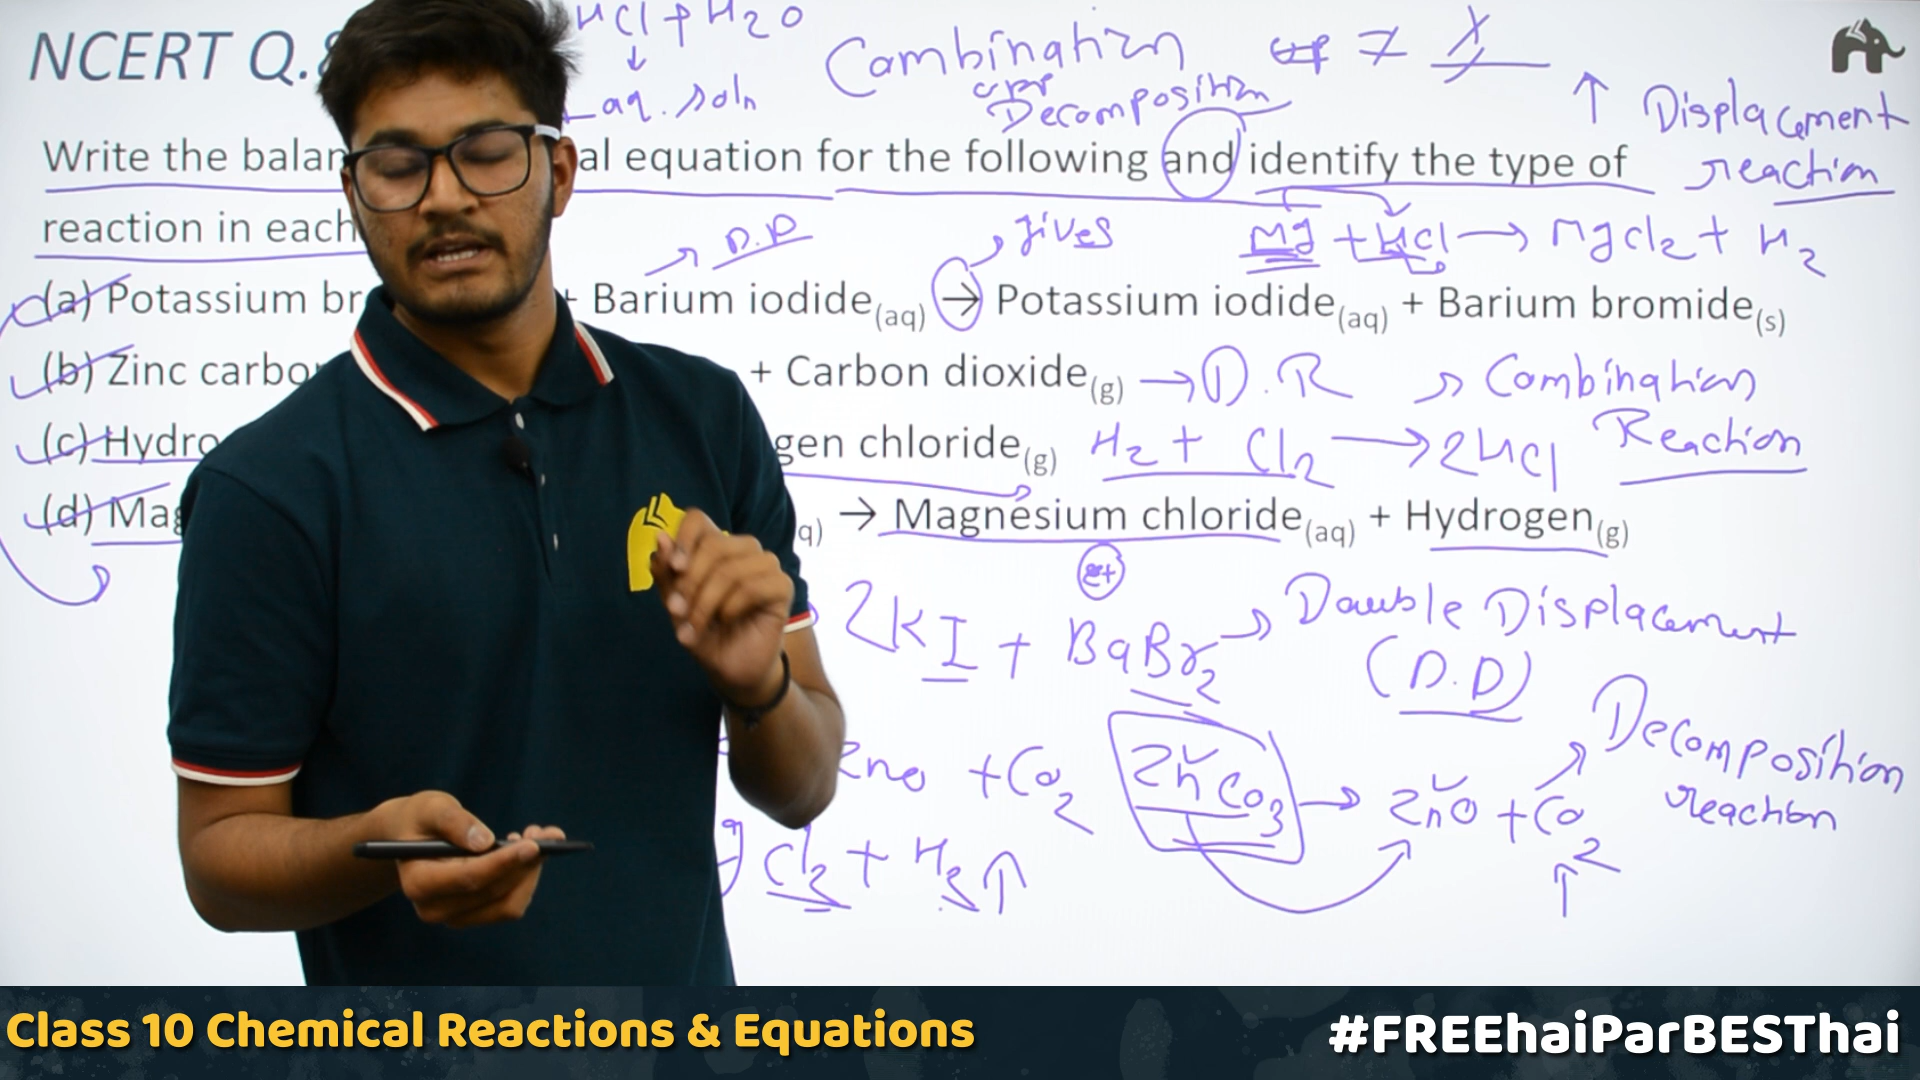 NCERT Q.8
HCl + H2O
↓
aq. soln
Combination ≠
or
Decomposition
↑ Displacement
reaction
Write the balan al equation for the following and identify the type of
reaction in each
D.D
gives
Mg + HCl → MgCl2 + H2
(a) Potassium br + Barium iodide(aq) → Potassium iodide(aq) + Barium bromide(s)
(b) Zinc carbo + Carbon dioxide(g) → D.R
Combination
Reaction
(c) Hydro gen chloride(g) H2 + Cl2 → 2HCl
(d) Mag q) → Magnesium chloride(aq) + Hydrogen(g)
2+
2KI + BaBr2 → Double Displacement
(D.D)
ZnO + CO2
ZnCO3 → ZnO + CO2 ↑
Decomposition
reaction
g Cl2 + H2 ↑
Class 10 Chemical Reactions & Equations
#FREEhaiParBESThai